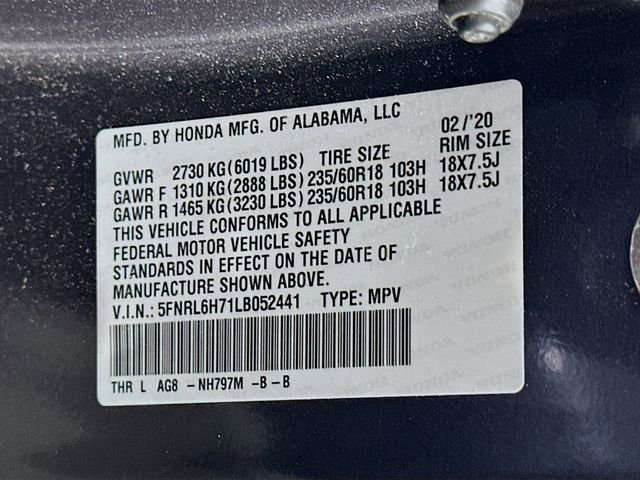 MFD. BY HONDA MFG. OF ALABAMA, LLC 02/'20
GVWR 2730 KG(6019 LBS) TIRE SIZE RIM SIZE
GAWR F 1310 KG(2888 LBS) 235/60R18 103H 18X7.5J
GAWR R 1465 KG(3230 LBS) 235/60R18 103H 18X7.5J
THIS VEHICLE CONFORMS TO ALL APPLICABLE
FEDERAL MOTOR VEHICLE SAFETY
STANDARDS IN EFFECT ON THE DATE OF
MANUFACTURE SHOWN ABOVE.
V.I.N.: 5FNRL6H71LB052441 TYPE: MPV
THR L AG8 -NH797M -B-B